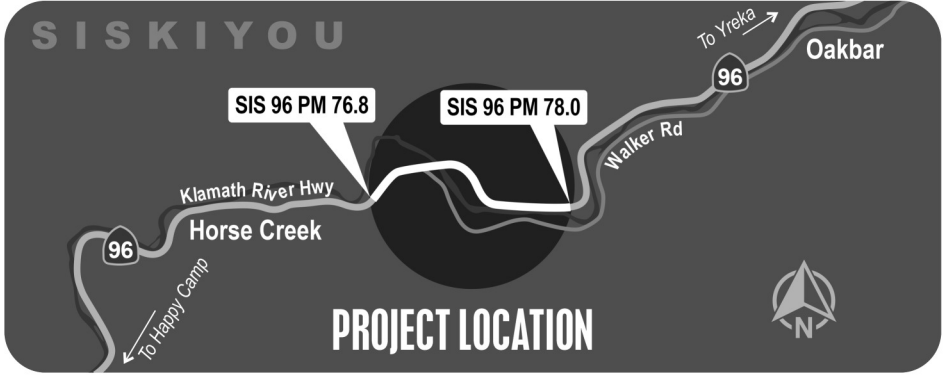 SISKIYOU
To Yreka
Oakbar
96
SIS 96 PM 76.8
SIS 96 PM 78.0
Walker Rd
Klamath River Hwy
Horse Creek
96
To Happy Camp
PROJECT LOCATION
N